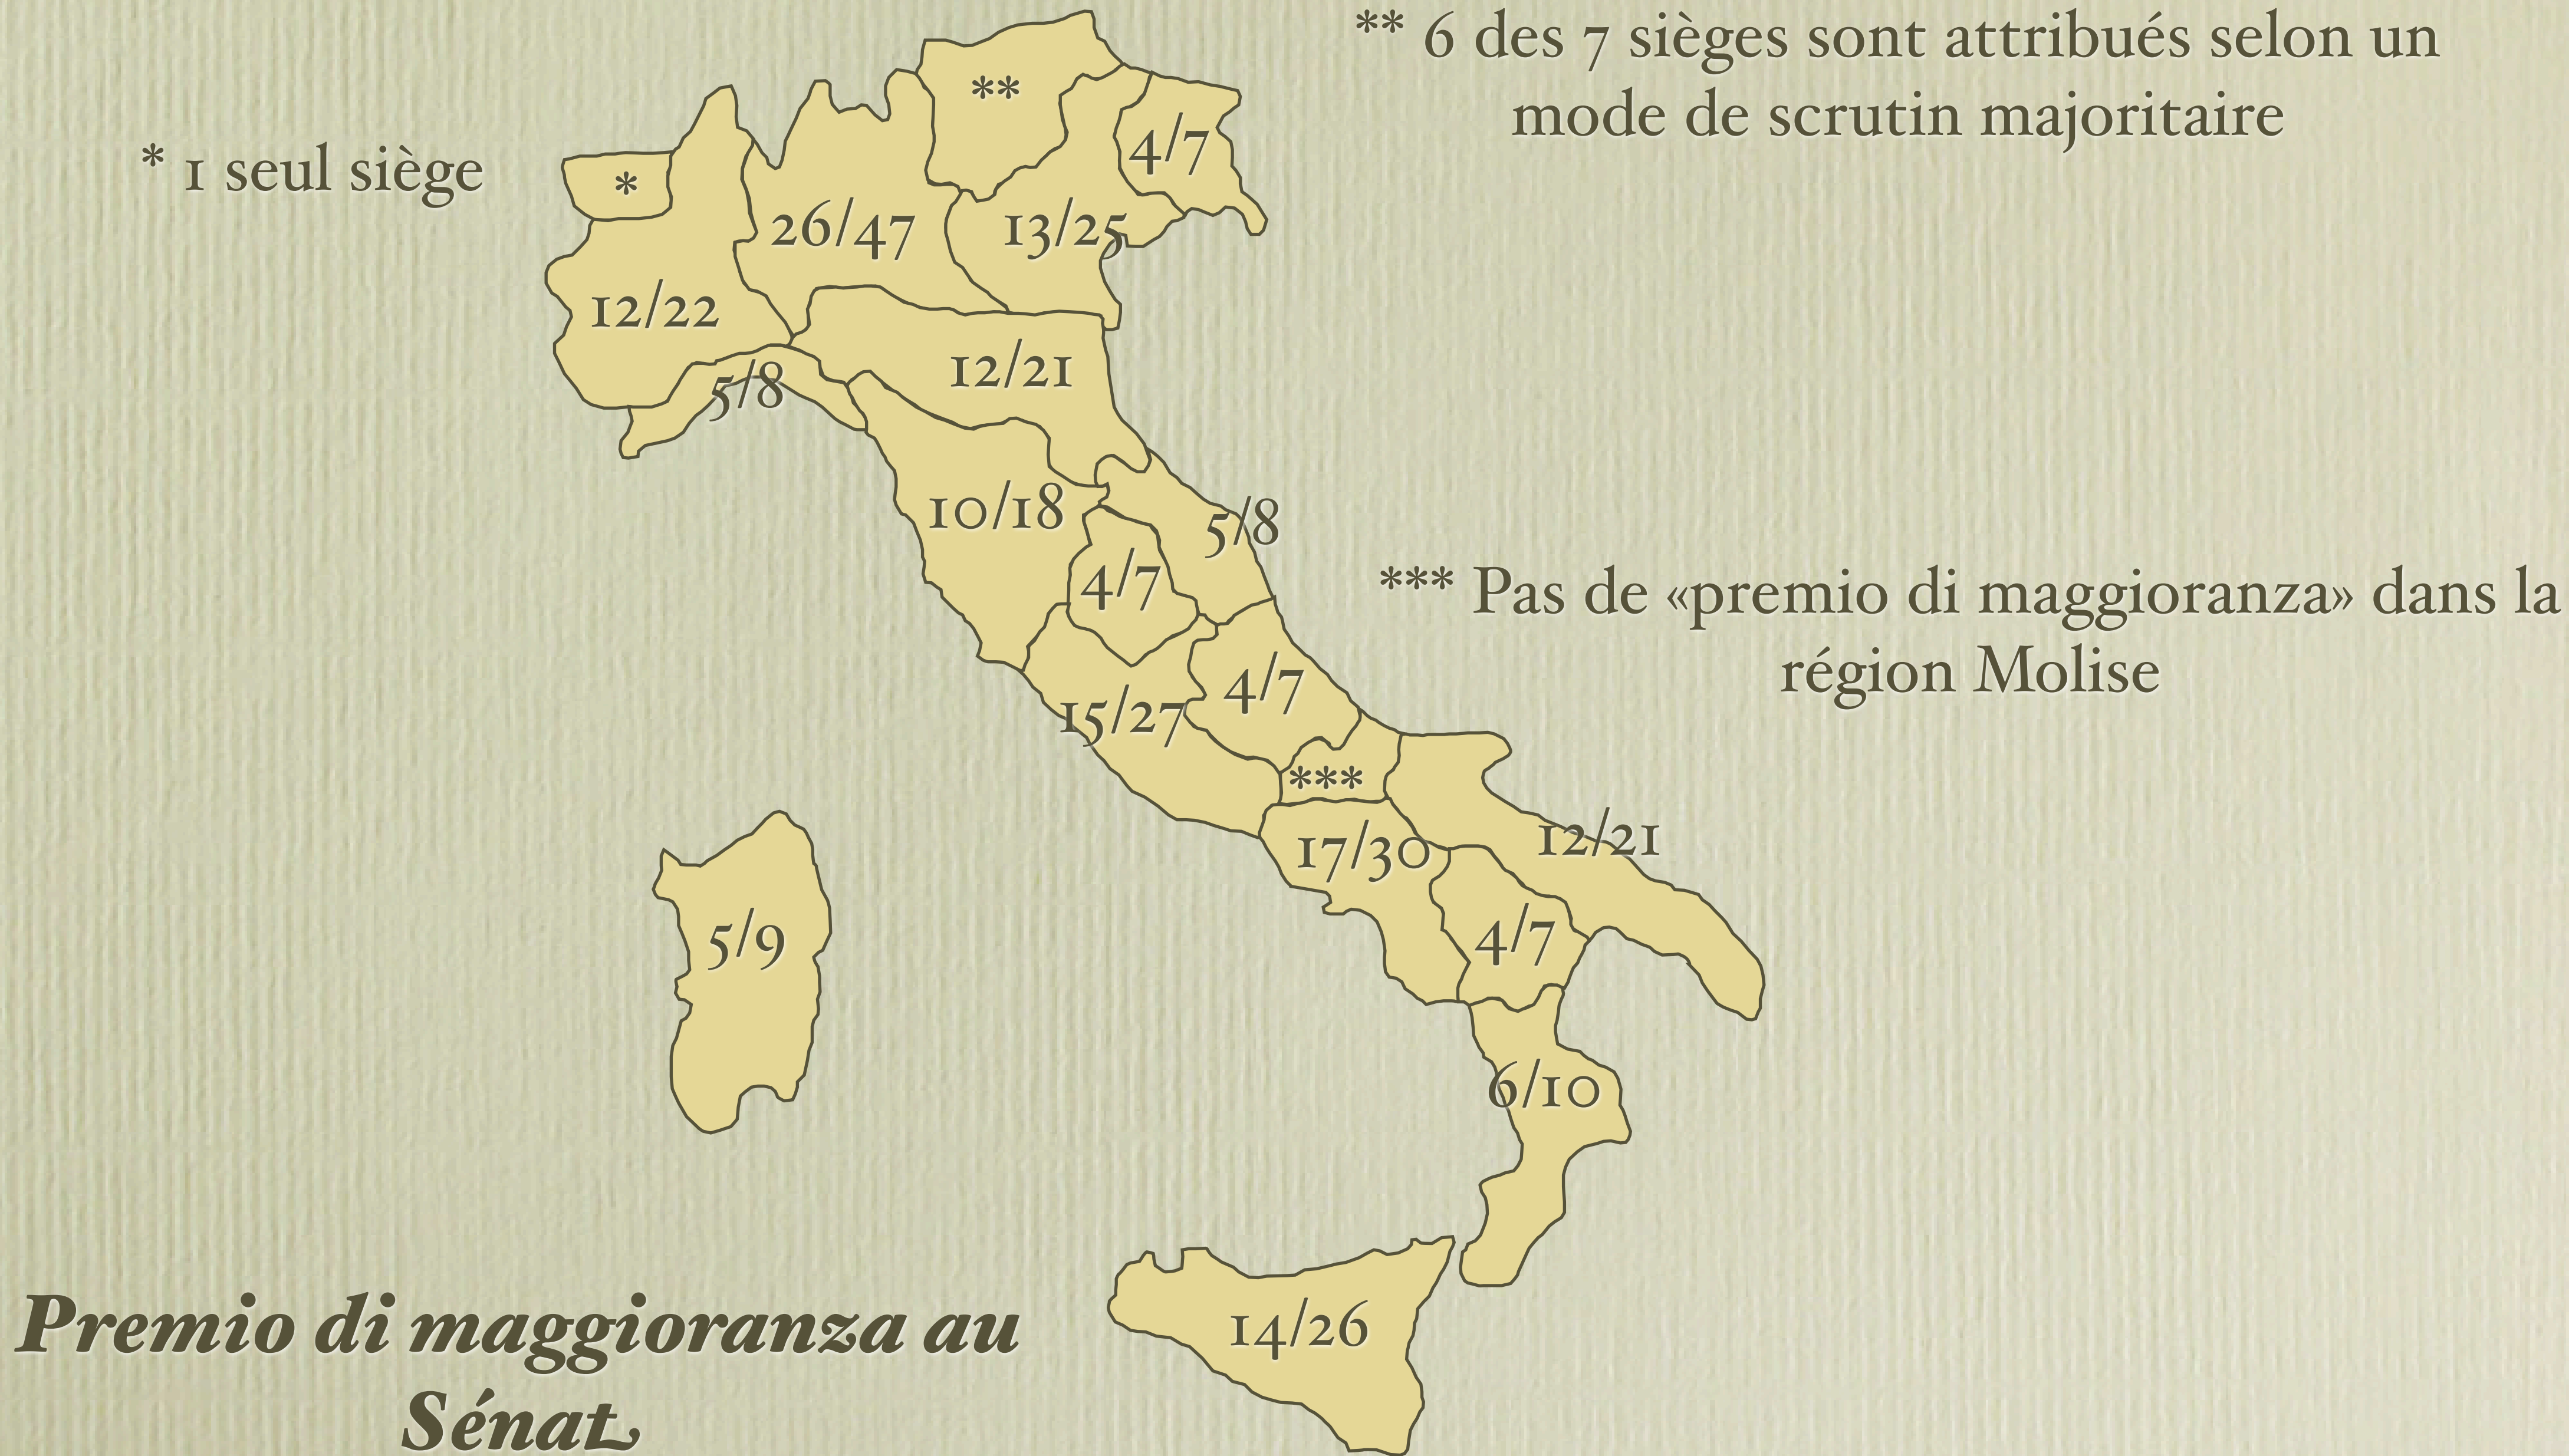 ** 6 des 7 sièges sont attribués selon un
mode de scrutin majoritaire
* 1 seul siège
**
4/7
*
26/47
13/25
12/22
12/21
5/8
10/18
5/8
4/7
*** Pas de «premio di maggioranza» dans la
région Molise
4/7
15/27
***
12/21
17/30
4/7
5/9
6/10
14/26
Premio di maggioranza au
Sénat